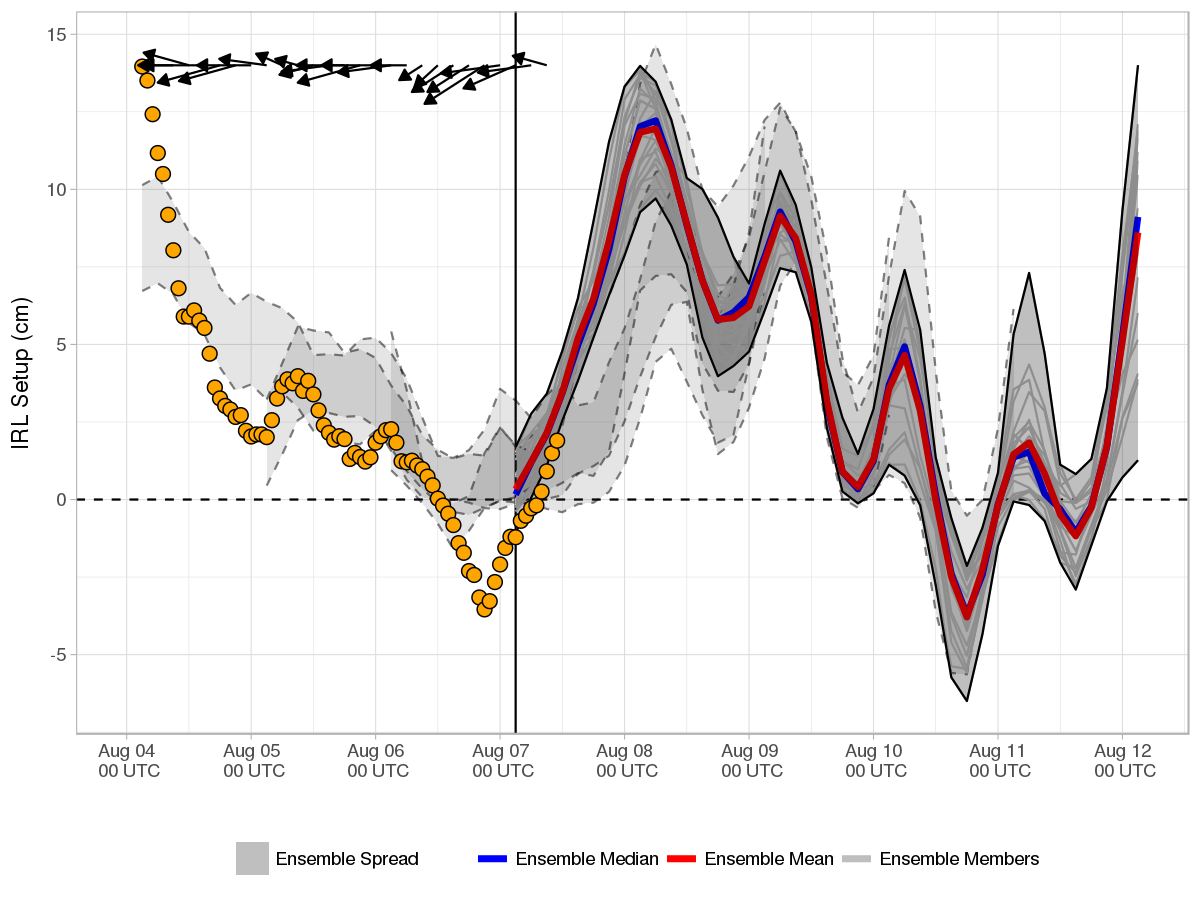 15
10
5
0
-5
IRL Setup (cm)
Aug 04 Aug 05 Aug 06 Aug 07 Aug 08 Aug 09 Aug 10 Aug 11 Aug 12
00 UTC 00 UTC 00 UTC 00 UTC 00 UTC 00 UTC 00 UTC 00 UTC 00 UTC
Ensemble Spread Ensemble Median Ensemble Mean Ensemble Members